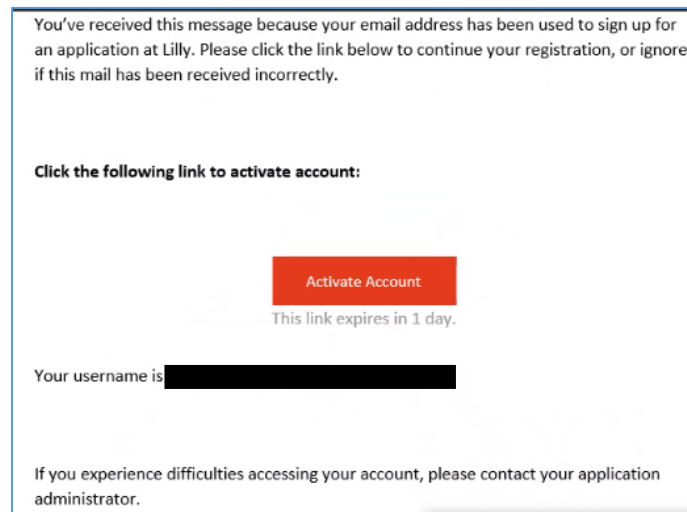 You've received this message because your email address has been used to sign up for
an application at Lilly. Please click the link below to continue your registration, or ignore
if this mail has been received incorrectly.
Click the following link to activate account:
Activate Account
This link expires in 1 day.
Your username is
If you experience difficulties accessing your account, please contact your application
administrator.